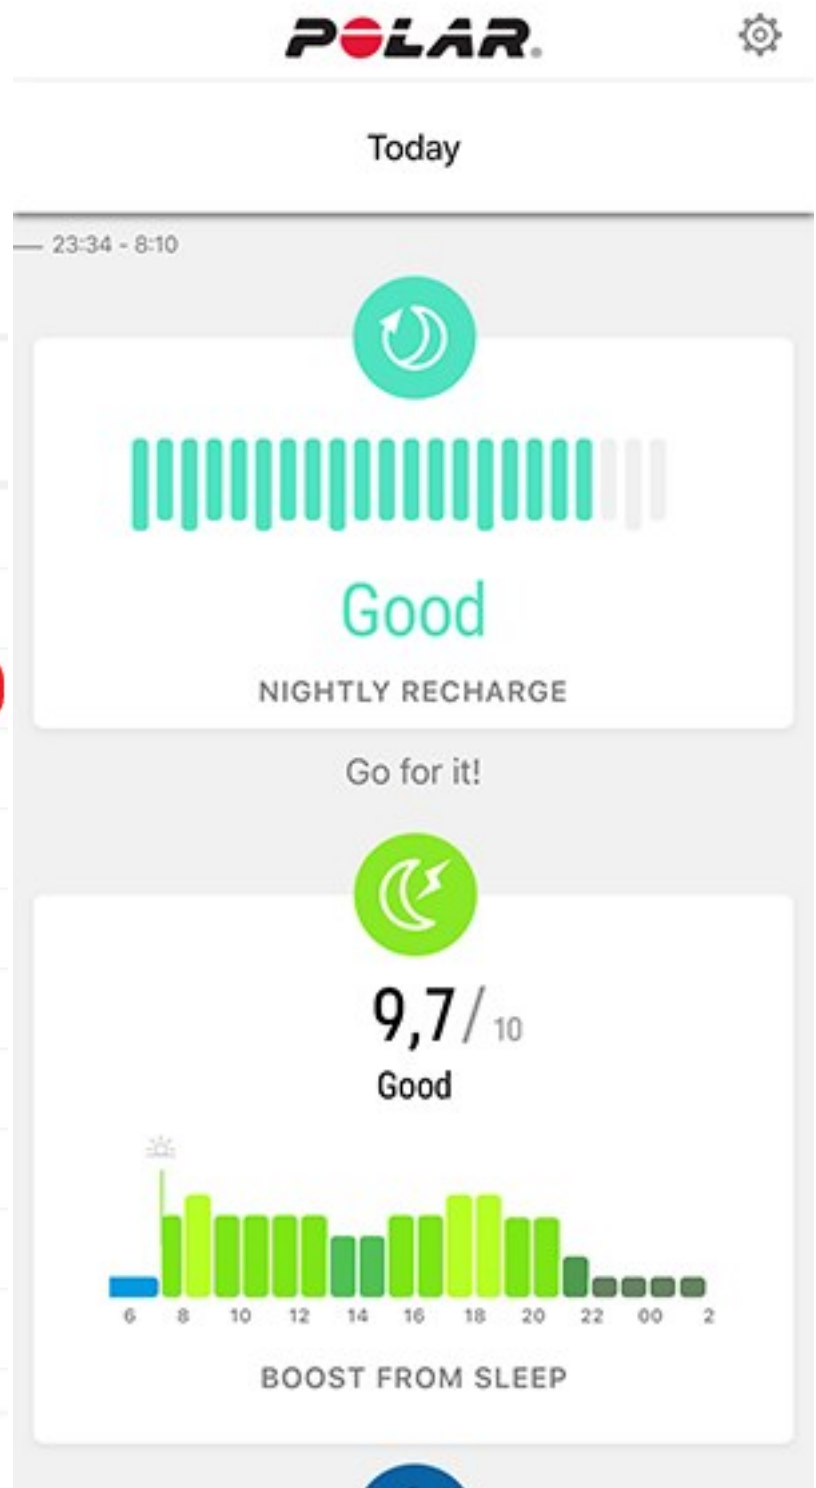 POLAR®
Today
23:34 - 8:10
Good
NIGHTLY RECHARGE
Go for it!
9,7/10
Good
6 8 10 12 14 16 18 20 22 00 2
BOOST FROM SLEEP